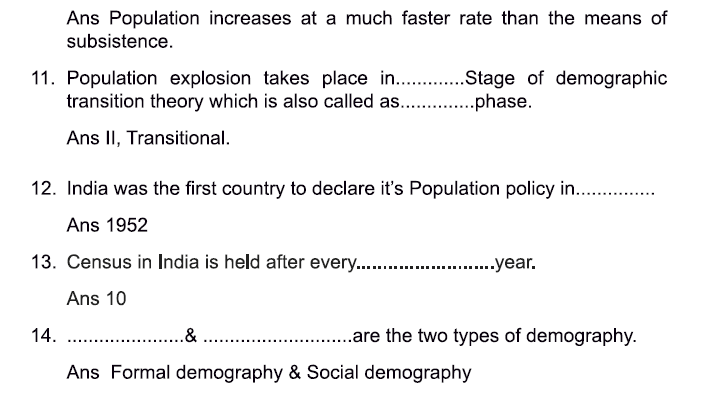 Ans Population increases at a much faster rate than the means of
subsistence.
11. Population explosion takes place in.............Stage of demographic
transition theory which is also called as..............phase.
Ans II, Transitional.
12. India was the first country to declare it’s Population policy in...............
Ans 1952
13. Census in India is held after every..........................year.
Ans 10
14. ......................& ............................are the two types of demography.
Ans Formal demography & Social demography